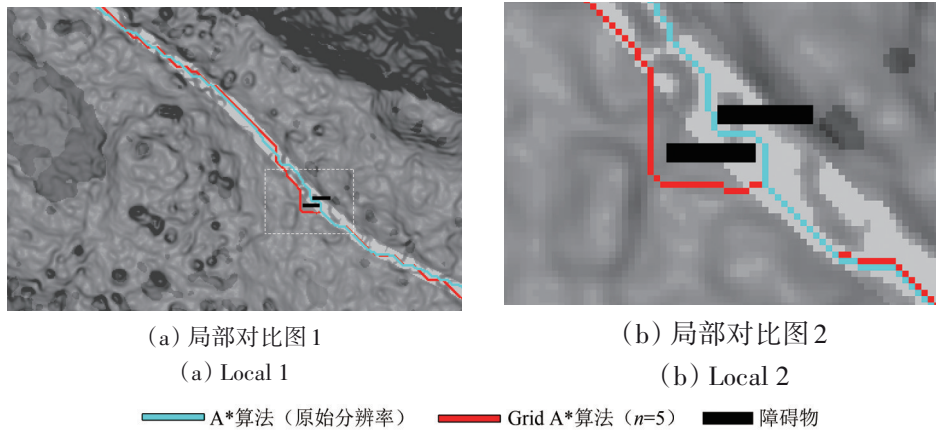 (a) 局部对比图1
(a) Local 1
(b) 局部对比图2
(b) Local 2
A*算法（原始分辨率） Grid A*算法（n=5） 障碍物